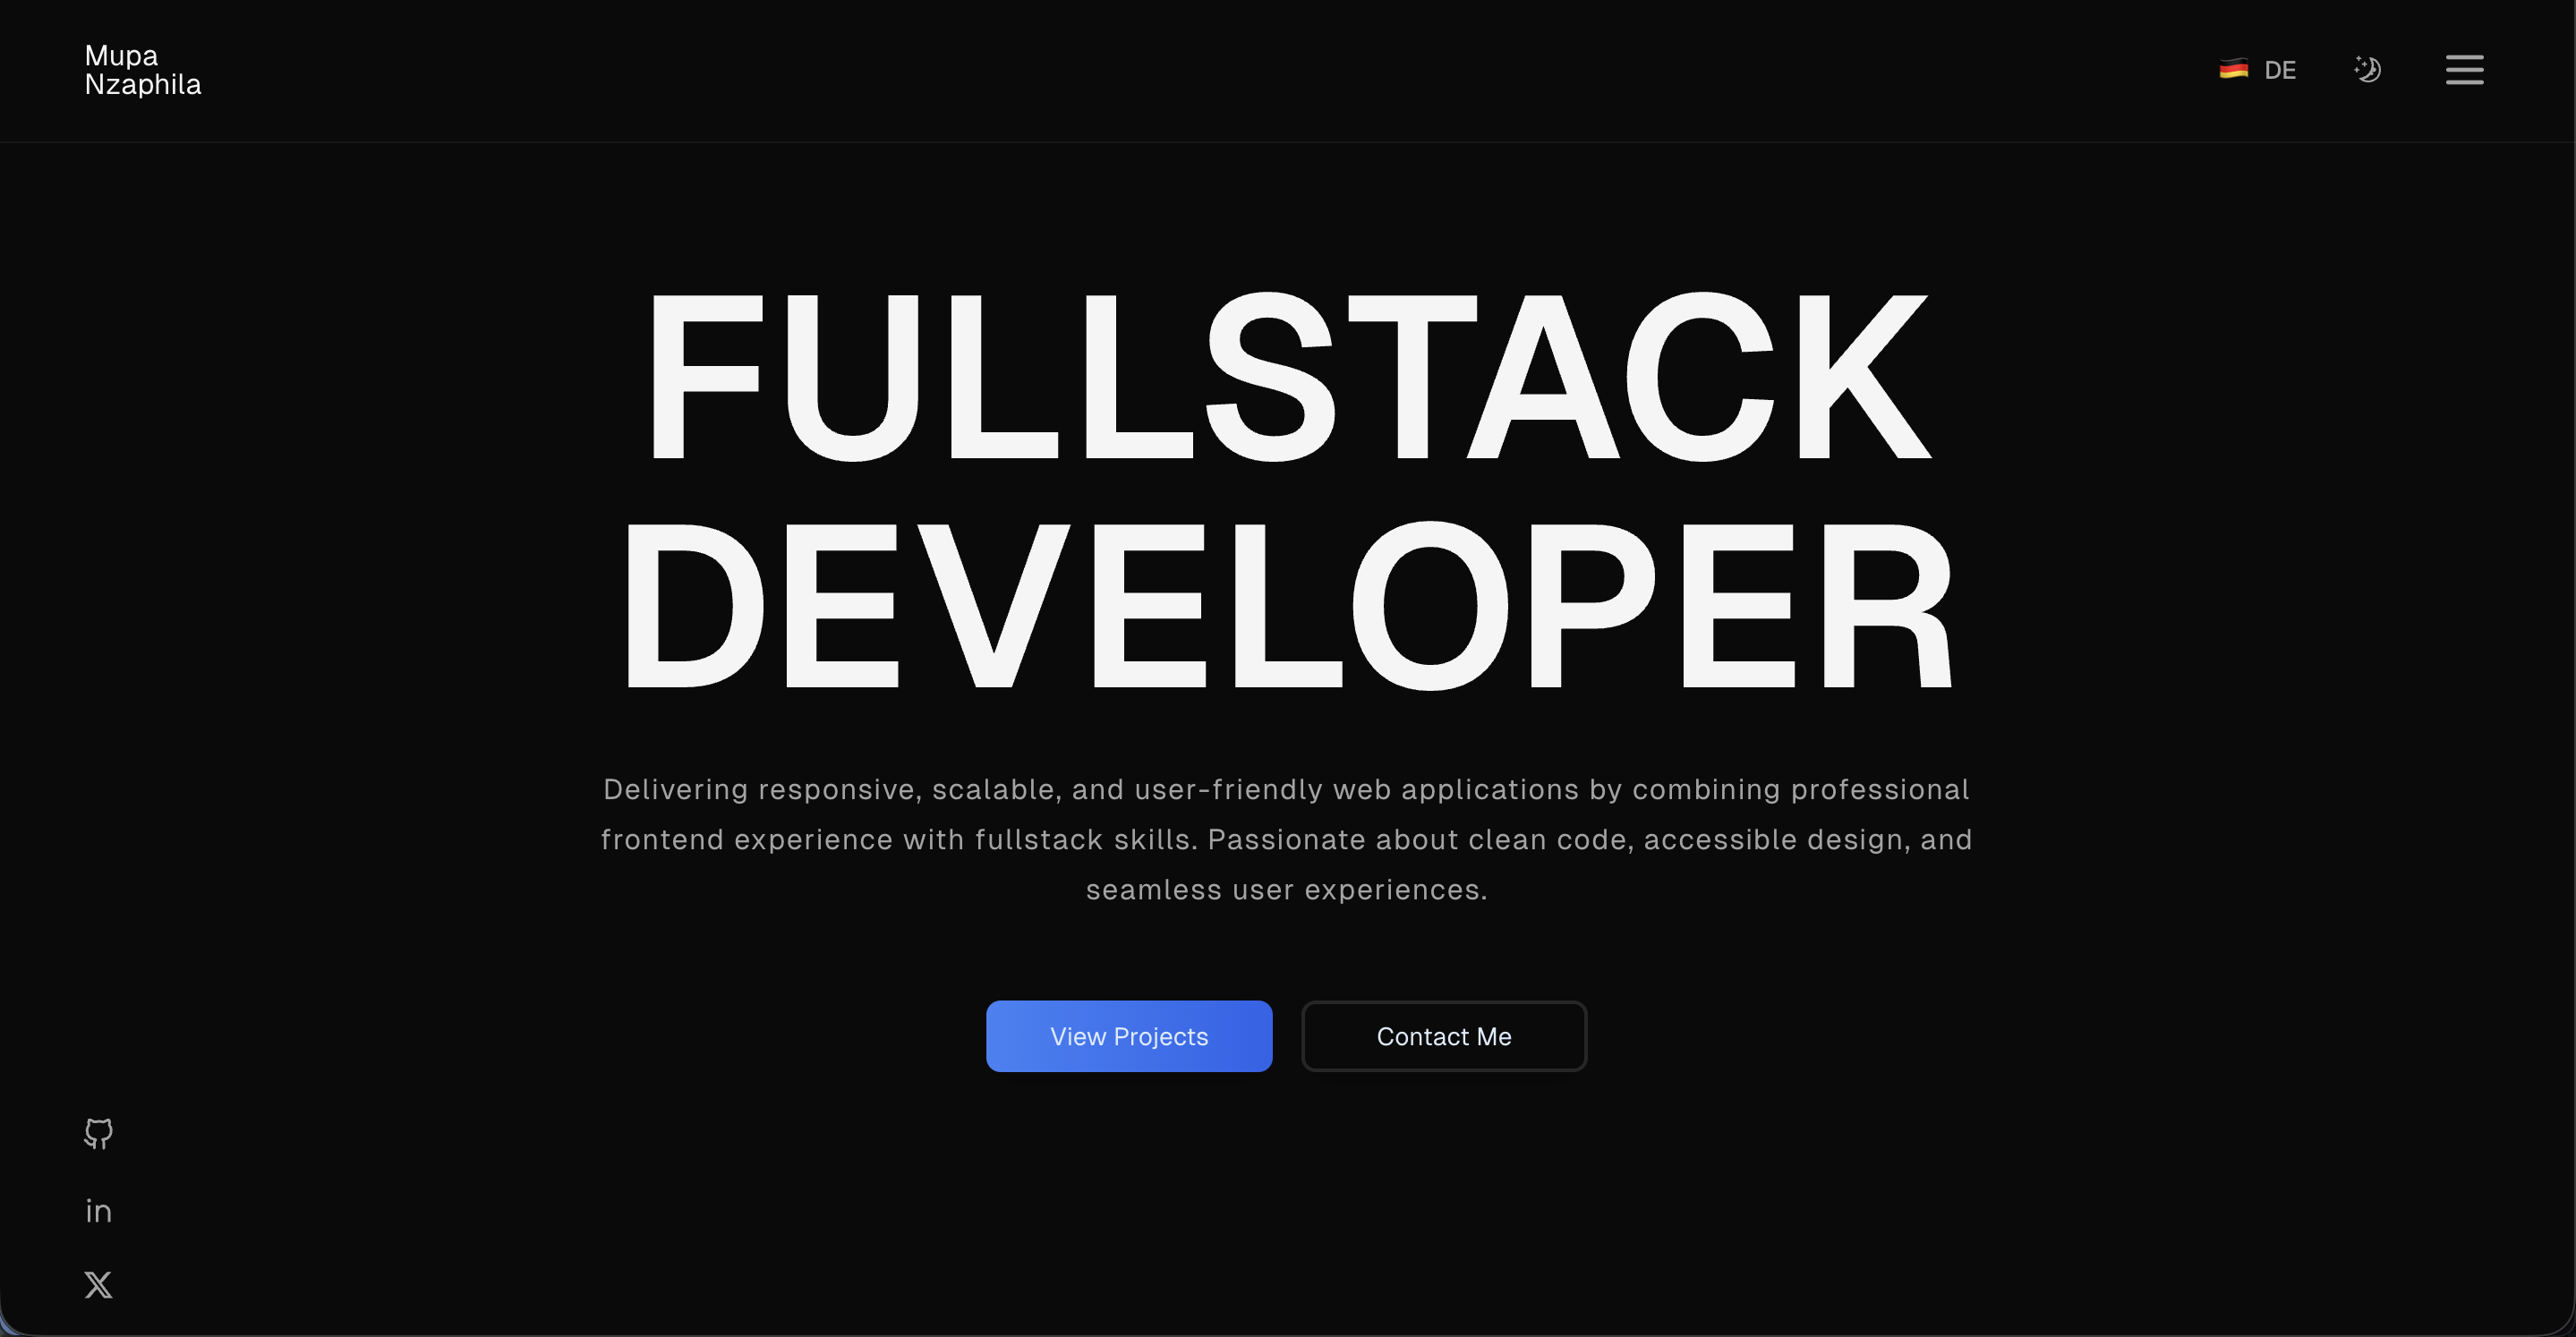 Mupa
Nzaphila
DE
FULLSTACK
DEVELOPER
Delivering responsive, scalable, and user-friendly web applications by combining professional
frontend experience with fullstack skills. Passionate about clean code, accessible design, and
seamless user experiences.
View Projects
Contact Me
in
X